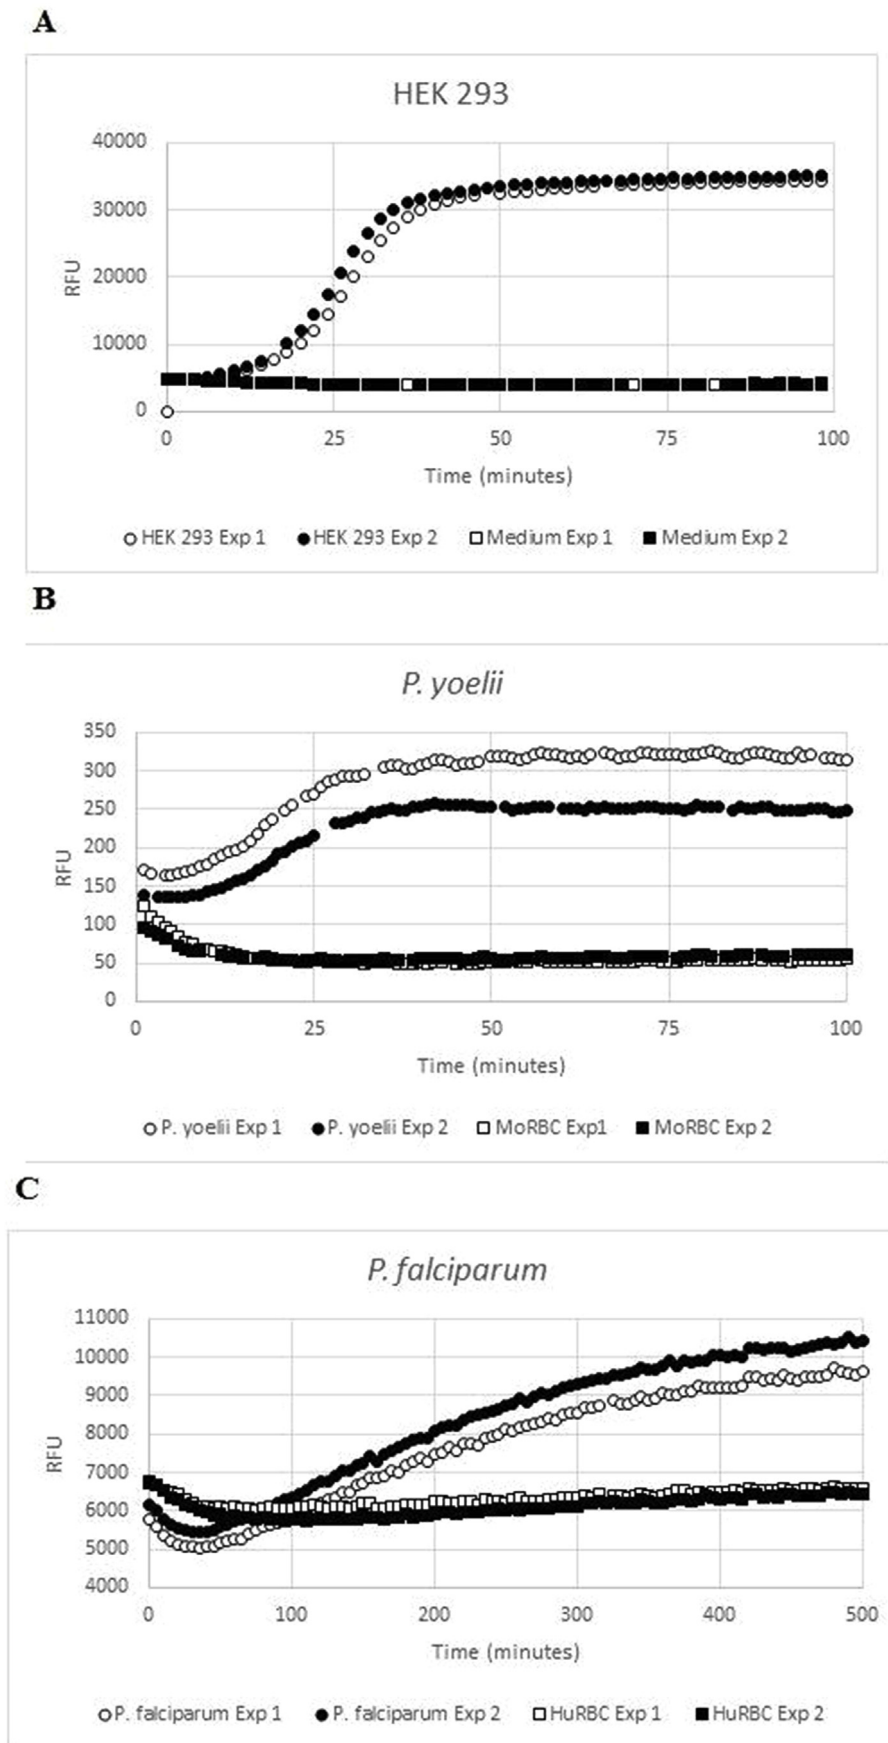 A
HEK 293
40000
30000
20000
10000
0
RFU
0 25 50 75 100
Time (minutes)
HEK 293 Exp 1 HEK 293 Exp 2 Medium Exp 1 Medium Exp 2
B
P. yoelii
350
300
250
200
150
100
50
0
RFU
0 25 50 75 100
Time (minutes)
P. yoelii Exp 1 P. yoelii Exp 2 MoRBC Exp1 MoRBC Exp 2
C
P. falciparum
11000
10000
9000
8000
7000
6000
5000
4000
RFU
0 100 200 300 400 500
Time (minutes)
P. falciparum Exp 1 P. falciparum Exp 2 HuRBC Exp 1 HuRBC Exp 2